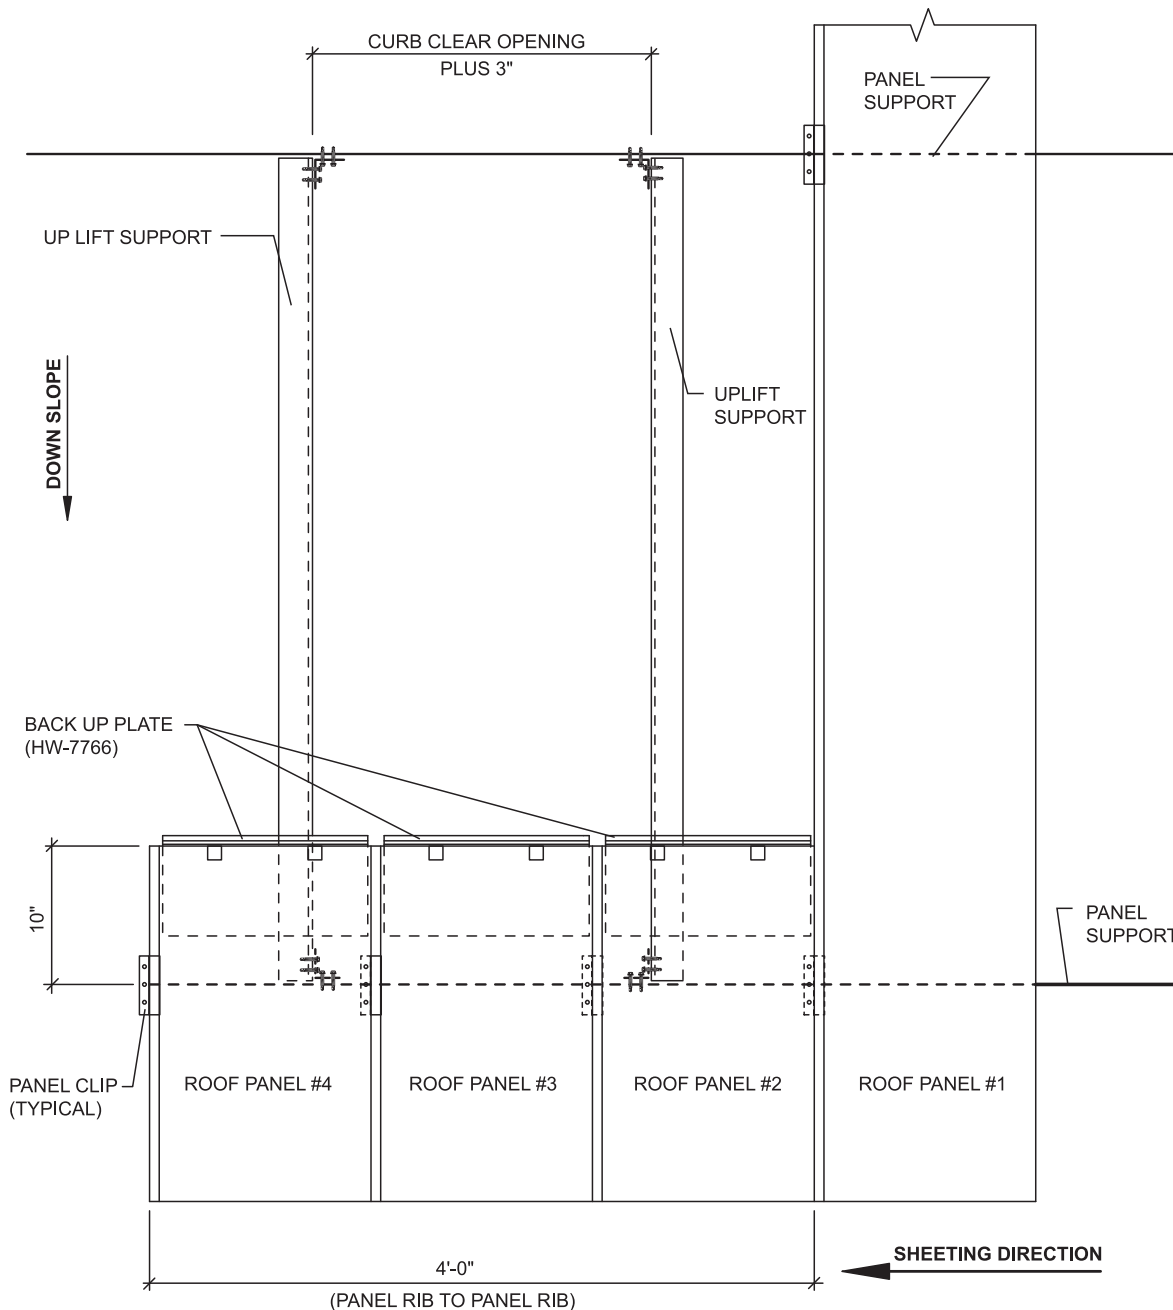 CURB CLEAR OPENING
PLUS 3"
PANEL
SUPPORT
UP LIFT SUPPORT
DOWN SLOPE
UPLIFT
SUPPORT
BACK UP PLATE
(HW-7766)
10"
PANEL
SUPPORT
PANEL CLIP
(TYPICAL)
ROOF PANEL #4
ROOF PANEL #3
ROOF PANEL #2
ROOF PANEL #1
SHEETING DIRECTION
4'-0"
(PANEL RIB TO PANEL RIB)